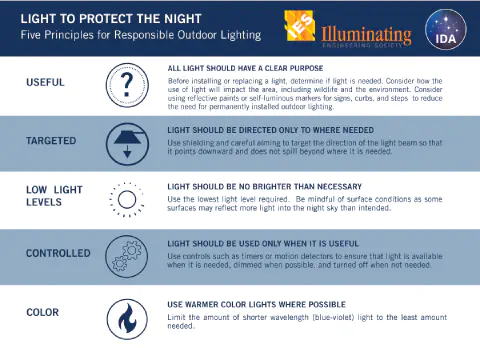 LIGHT TO PROTECT THE NIGHT
Five Principles for Responsible Outdoor Lighting
IES
Illuminating
ENGINEERING SOCIETY
IDA
USEFUL
?
ALL LIGHT SHOULD HAVE A CLEAR PURPOSE
Before installing or replacing a light, determine if light is needed. Consider how the
use of light will impact the area, including wildlife and the environment. Consider
using reflective paints or self-luminous markers for signs, curbs, and steps to reduce
the need for permanently installed outdoor lighting.
TARGETED
LIGHT SHOULD BE DIRECTED ONLY TO WHERE NEEDED
Use shielding and careful aiming to target the direction of the light beam so that
it points downward and does not spill beyond where it is needed.
LOW LIGHT
LEVELS
LIGHT SHOULD BE NO BRIGHTER THAN NECESSARY
Use the lowest light level required. Be mindful of surface conditions as some
surfaces may reflect more light into the night sky than intended.
CONTROLLED
LIGHT SHOULD BE USED ONLY WHEN IT IS USEFUL
Use controls such as timers or motion detectors to ensure that light is available
when it is needed, dimmed when possible, and turned off when not needed.
COLOR
USE WARMER COLOR LIGHTS WHERE POSSIBLE
Limit the amount of shorter wavelength (blue-violet) light to the least amount
needed.